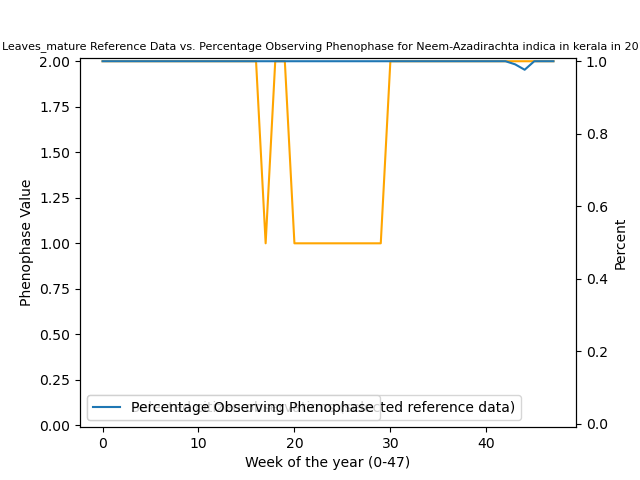 Leaves_mature Reference Data vs. Percentage Observing Phenophase for Neem-Azadirachta indica in kerala in 20
2.00
1.75
1.50
1.25
1.00
0.75
0.50
0.25
0.00
Phenophase Value
1.0
0.8
0.6
0.4
0.2
0.0
Percent
Percentage Observing Phenophase ted reference data)
0 10 20 30 40
Week of the year (0-47)